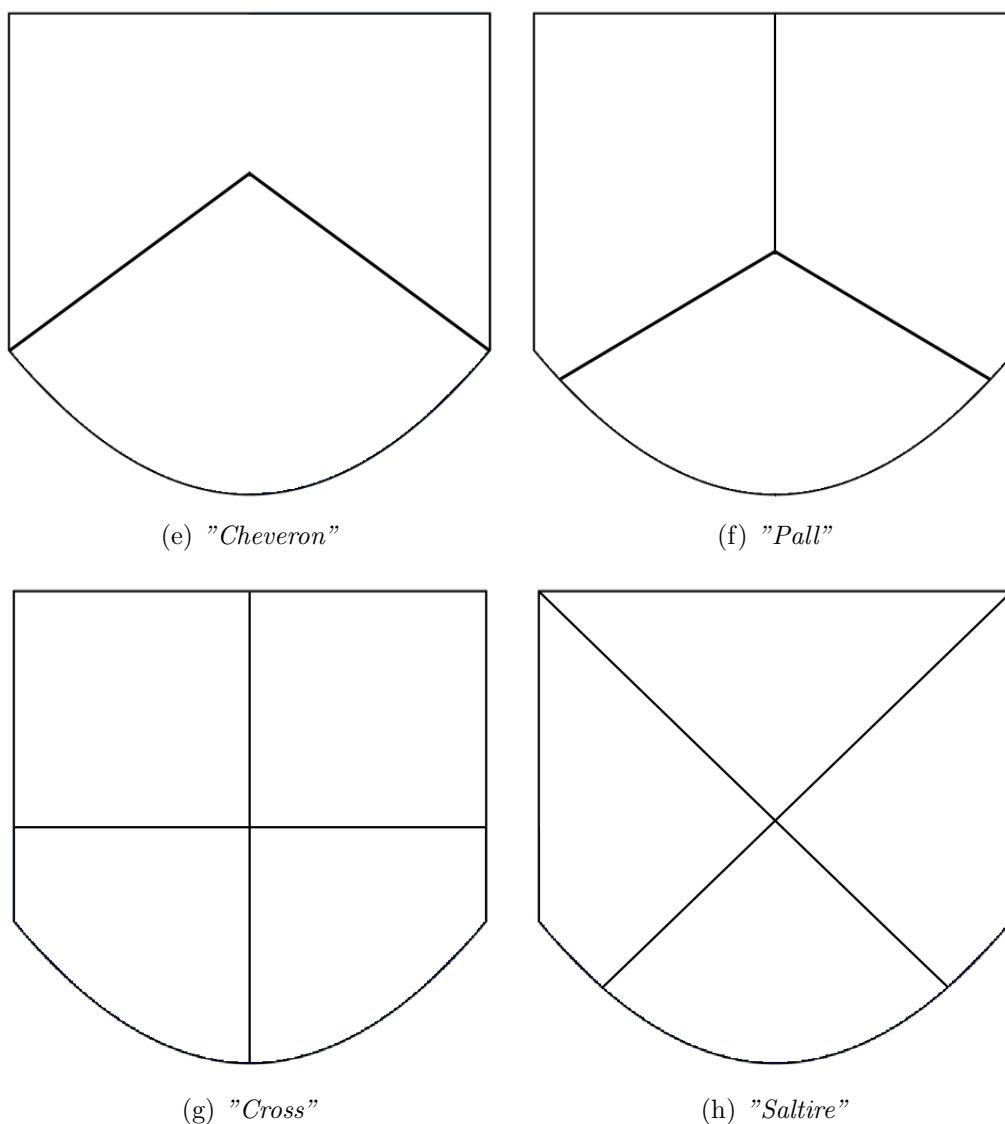 (e) ”Cheveron”
(f) ”Pall”
(g) ”Cross”
(h) ”Saltire”